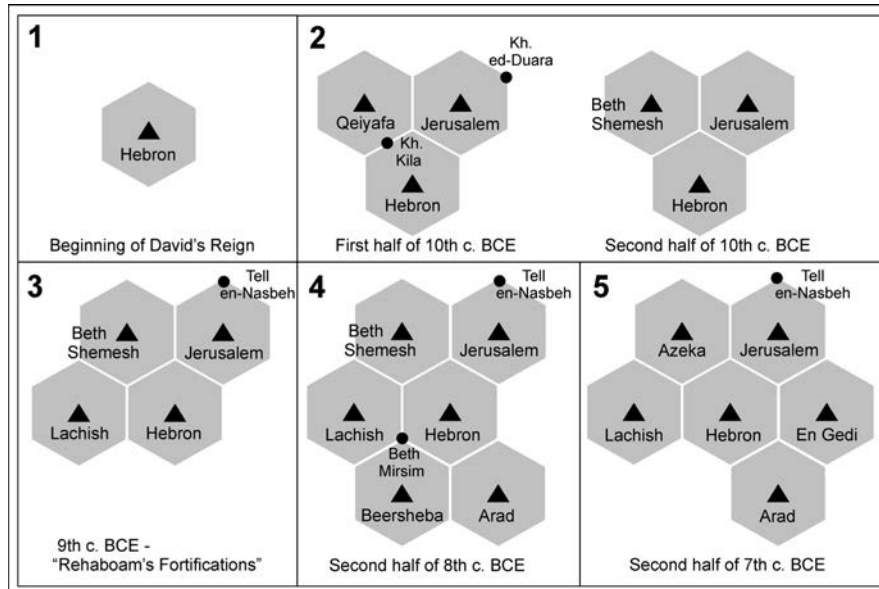 1
Hebron
Beginning of David's Reign
2
Kh.
ed-Duara
Qeiyafa
Jerusalem
Kh.
Kila
Hebron
First half of 10th c. BCE
Beth
Shemesh
Jerusalem
Hebron
Second half of 10th c. BCE
3
Tell
en-Nasbeh
Beth
Shemesh
Jerusalem
Lachish
Hebron
9th c. BCE -
"Rehaboam's Fortifications"
4
Tell
en-Nasbeh
Beth
Shemesh
Jerusalem
Lachish
Hebron
Beth
Mirsim
Beersheba
Arad
Second half of 8th c. BCE
5
Tell
en-Nasbeh
Azeka
Jerusalem
Lachish
Hebron
En Gedi
Arad
Second half of 7th c. BCE